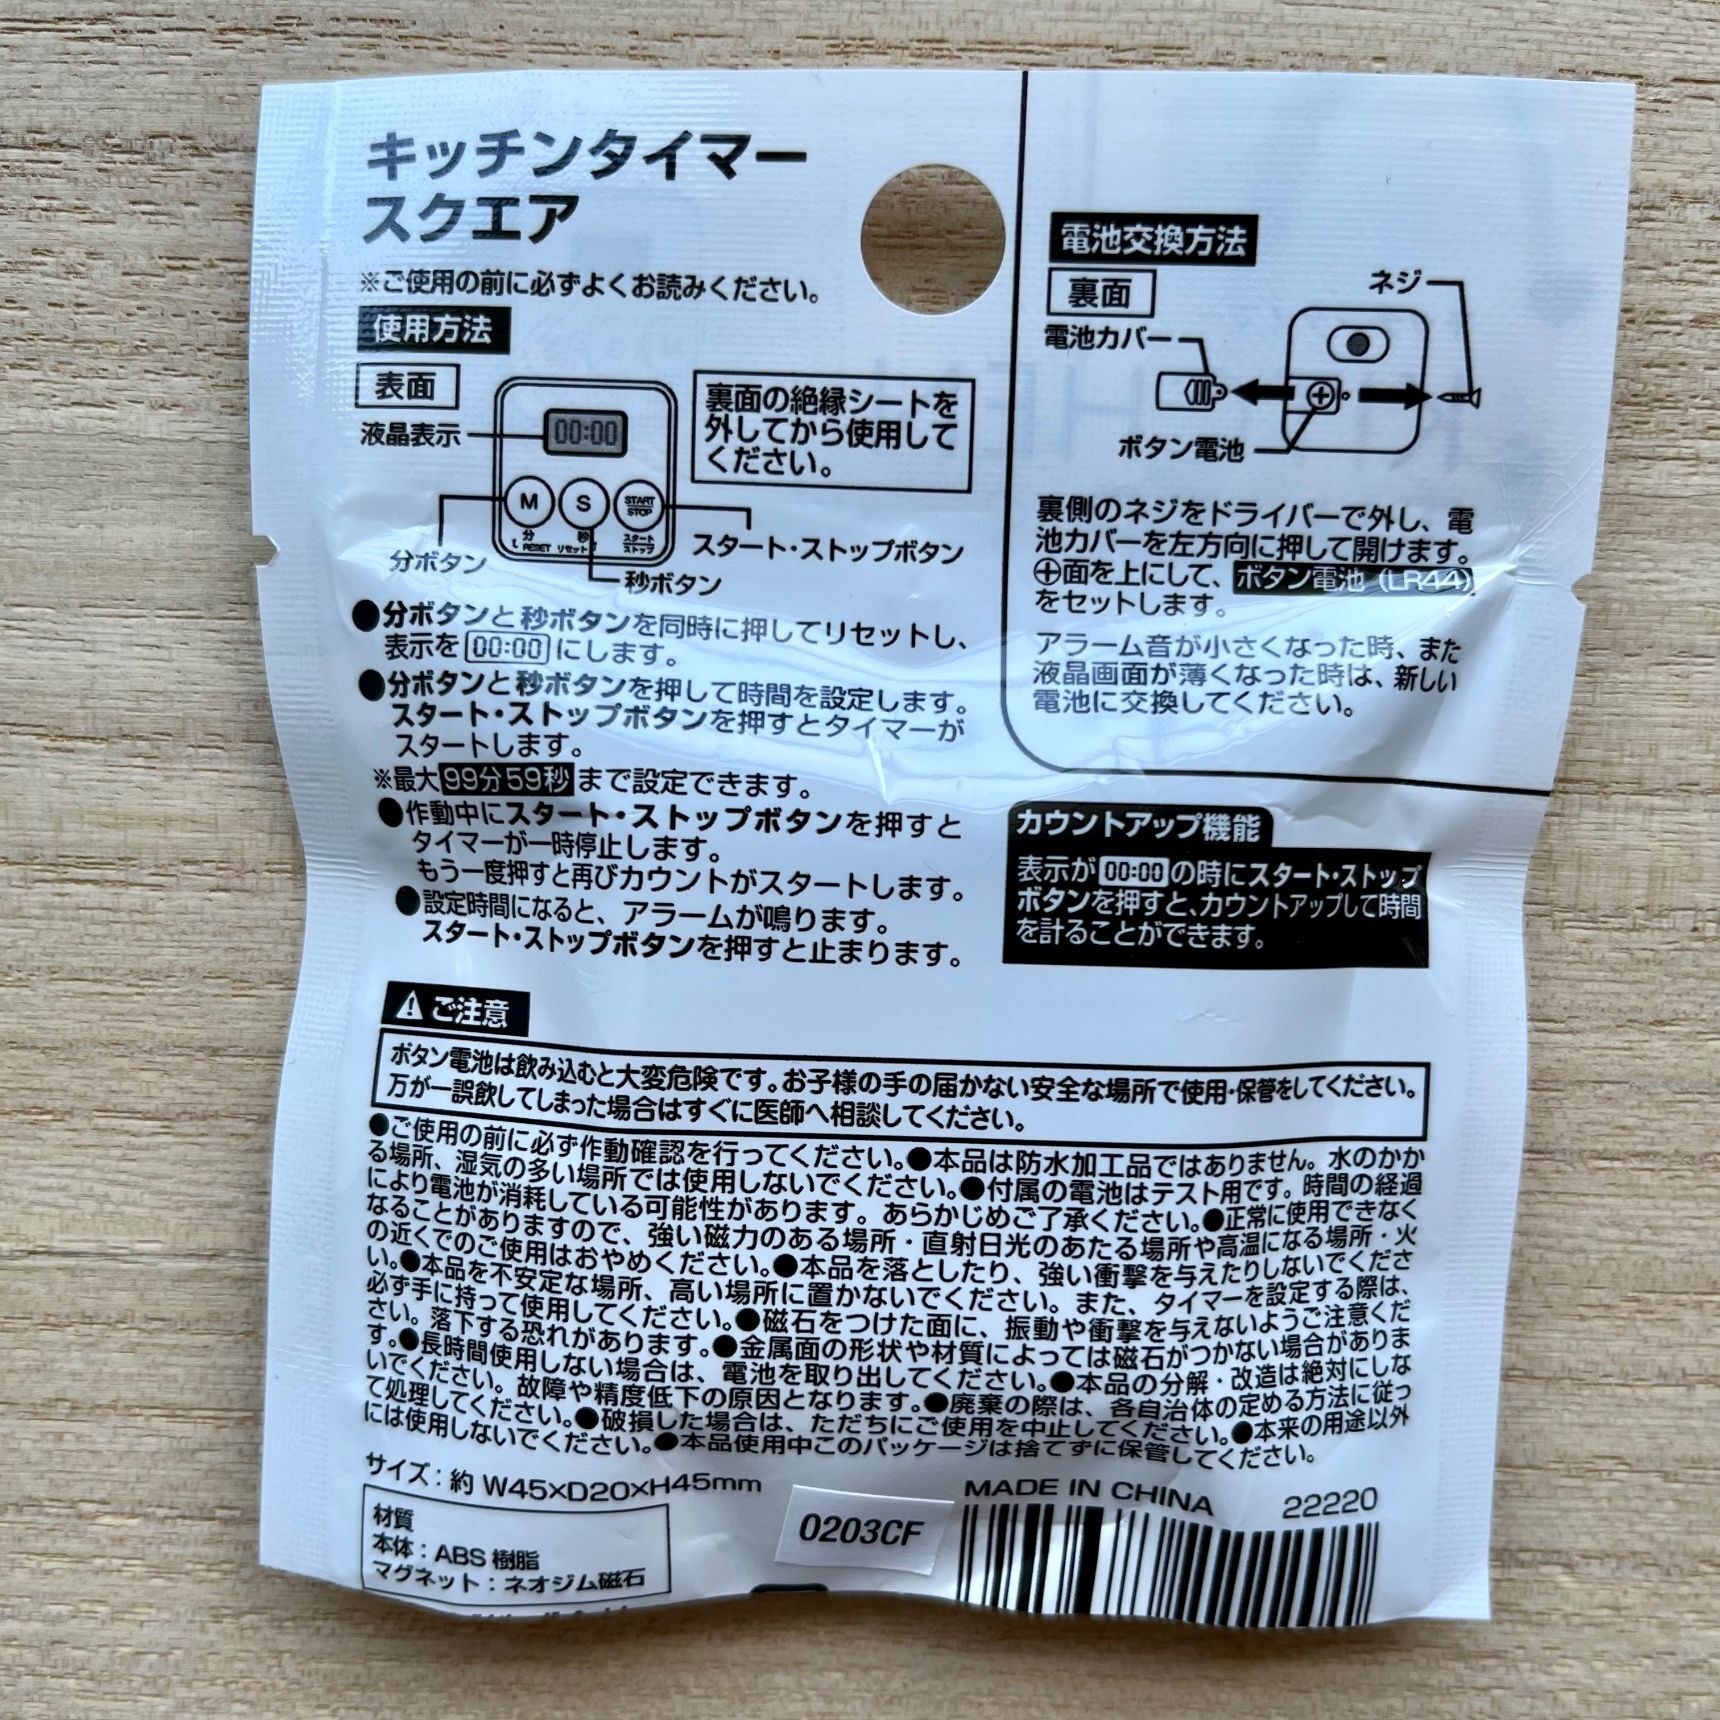 キッチンタイマー
スクエア
※ご使用の前に必ずよくお読みください。
使用方法
表面
液晶表示
00:00
裏面の絶縁シートを
外してから使用して
ください。
M
S
START
STOP
分
秒
スタート
ストップ
RESET リセット
分ボタン
秒ボタン
スタート・ストップボタン
●分ボタンと秒ボタンを同時に押してリセットし、
表示を00:00にします。
●分ボタンと秒ボタンを押して時間を設定します。
スタート・ストップボタンを押すとタイマーが
スタートします。
※最大99分59秒まで設定できます。
●作動中にスタート・ストップボタンを押すと
タイマーが一時停止します。
もう一度押すと再びカウントがスタートします。
●設定時間になると、アラームが鳴ります。
スタート・ストップボタンを押すと止まります。
電池交換方法
裏面
ネジ
電池カバー
ボタン電池
裏側のネジをドライバーで外し、電
池カバーを左方向に押して開けます。
⊕面を上にして、ボタン電池（LR44）
をセットします。
アラーム音が小さくなった時、また
液晶画面が薄くなった時は、新しい
電池に交換してください。
カウントアップ機能
表示が00:00の時にスタート・ストップ
ボタンを押すと、カウントアップして時間
を計ることができます。
⚠ご注意
ボタン電池は飲み込むと大変危険です。お子様の手の届かない安全な場所で使用・保管をしてください。
万が一誤飲してしまった場合はすぐに医師へ相談してください。
●ご使用の前に必ず作動確認を行ってください。●本品は防水加工品ではありません。水のかか
る場所、湿気の多い場所では使用しないでください。●付属の電池はテスト用です。時間の経過
により電池が消耗している可能性があります。あらかじめご了承ください。●正常に使用できなく
なることがありますので、強い磁力のある場所・直射日光のあたる場所や高温になる場所・火
の近くでのご使用はおやめください。●本品を落としたり、強い衝撃を与えたりしないでくださ
い。●本品を不安定な場所、高い場所に置かないでください。また、タイマーを設定する際は、
必ず手に持って使用してください。●磁石をつけた面に、振動や衝撃を与えないようご注意くだ
さい。落下する恐れがあります。●金属面の形状や材質によっては磁石がつかない場合がありま
す。●長時間使用しない場合は、電池を取り出してください。●本品の分解・改造は絶対にしな
いでください。故障や精度低下の原因となります。●廃棄の際は、各自治体の定める方法に従っ
て処理してください。●破損した場合は、ただちにご使用を中止してください。●本来の用途以外
には使用しないでください。●本品使用中このパッケージは捨てずに保管してください。
サイズ：約 W45×D20×H45mm
材質
本体：ABS 樹脂
マグネット：ネオジム磁石
0203CF
MADE IN CHINA
22220